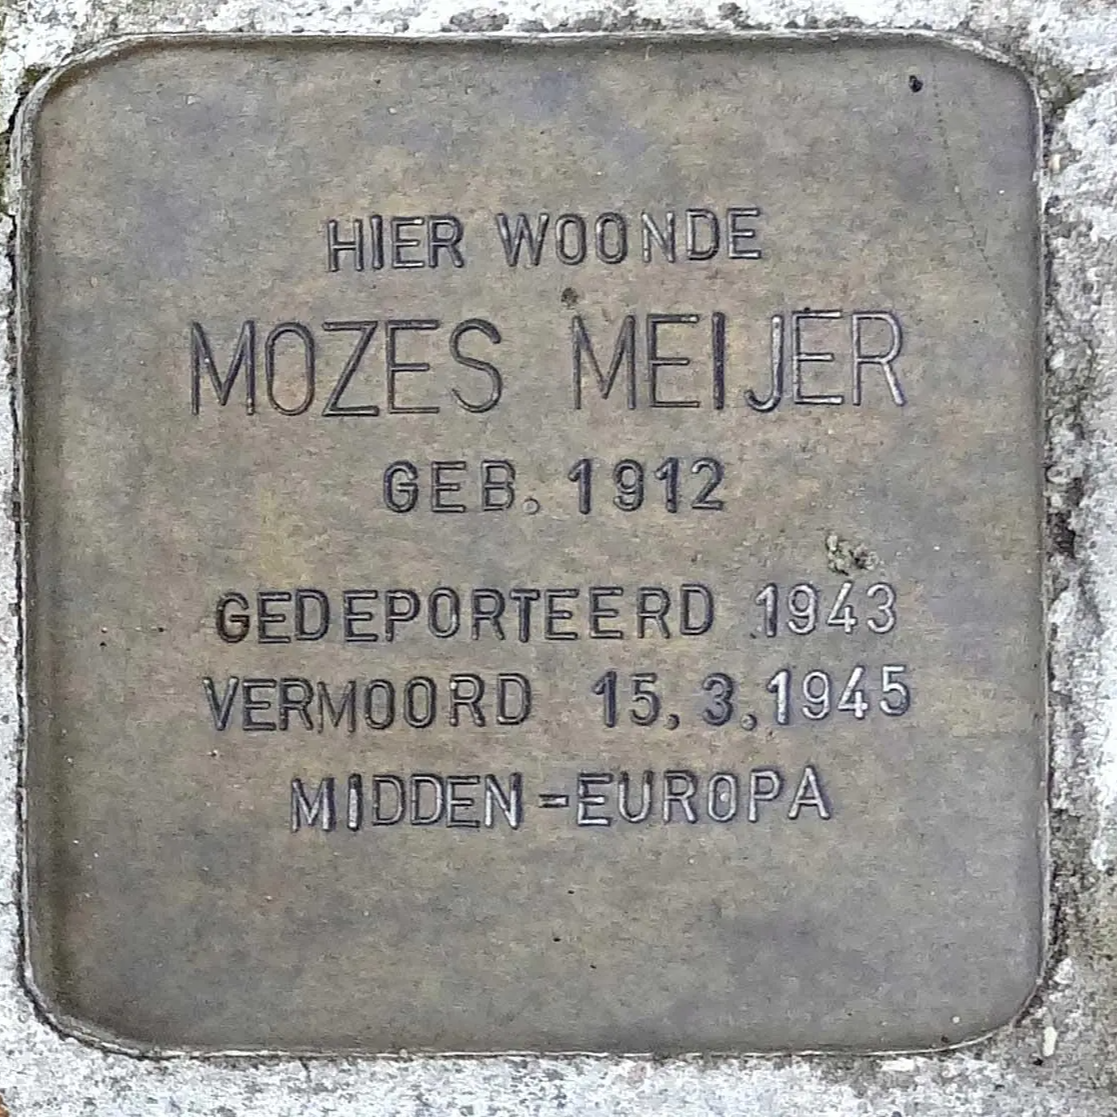 HIER WOONDE
MOZES MEIJER
GEB. 1912
GEDEPORTEERD 1943
VERMOORD 15.3.1945
MIDDEN-EUROPA